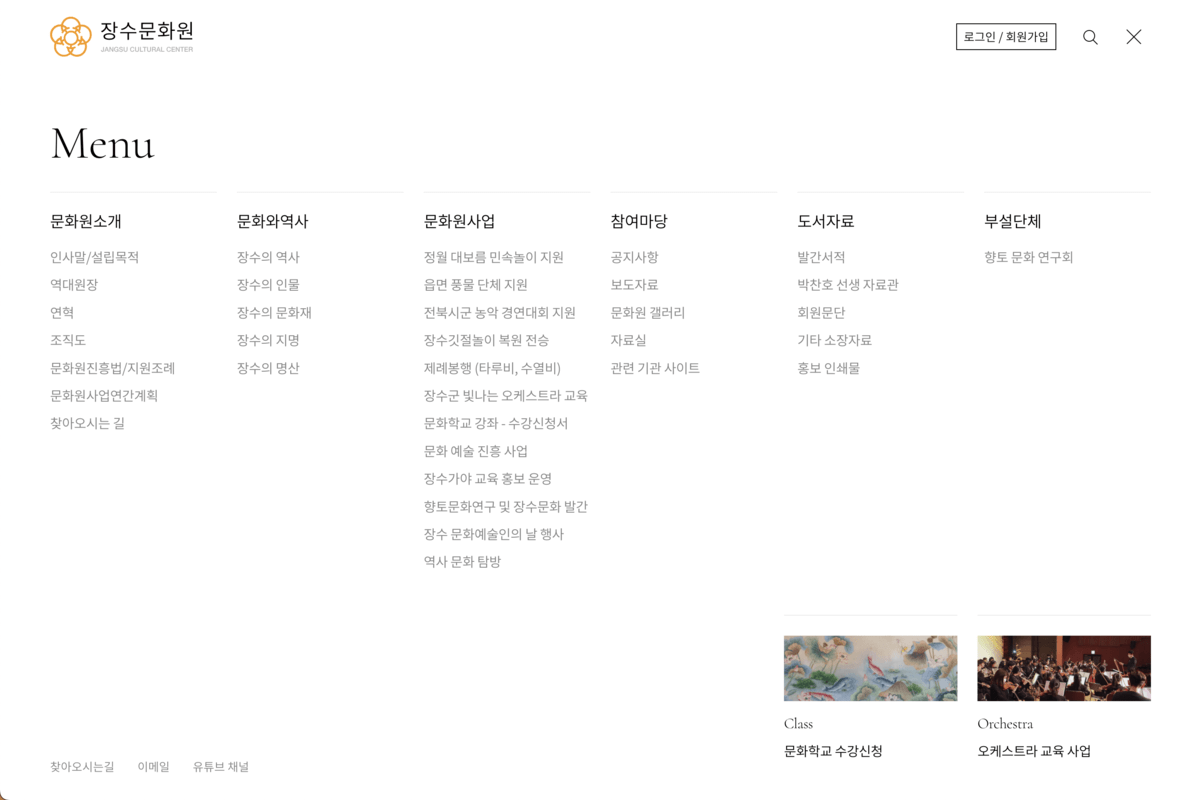 장수문화원
JANGSU CULTURAL CENTER
로그인 / 회원가입
Menu
문화원소개
인사말/설립목적
역대원장
연혁
조직도
문화원진흥법/지원조례
문화원사업연간계획
찾아오시는 길
문화와역사
장수의 역사
장수의 인물
장수의 문화재
장수의 지명
장수의 명산
문화원사업
정월 대보름 민속놀이 지원
읍면 풍물 단체 지원
전북시군 농악 경연대회 지원
장수깃절놀이 복원 전승
제례봉행 (타루비, 수열비)
장수군 빛나는 오케스트라 교육
문화학교 강좌 - 수강신청서
문화 예술 진흥 사업
장수가야 교육 홍보 운영
향토문화연구 및 장수문화 발간
장수 문화예술인의 날 행사
역사 문화 탐방
참여마당
공지사항
보도자료
문화원 갤러리
자료실
관련 기관 사이트
도서자료
발간서적
박찬호 선생 자료관
회원문단
기타 소장자료
홍보 인쇄물
부설단체
향토 문화 연구회
Class
문화학교 수강신청
Orchestra
오케스트라 교육 사업
찾아오시는길
이메일
유튜브 채널